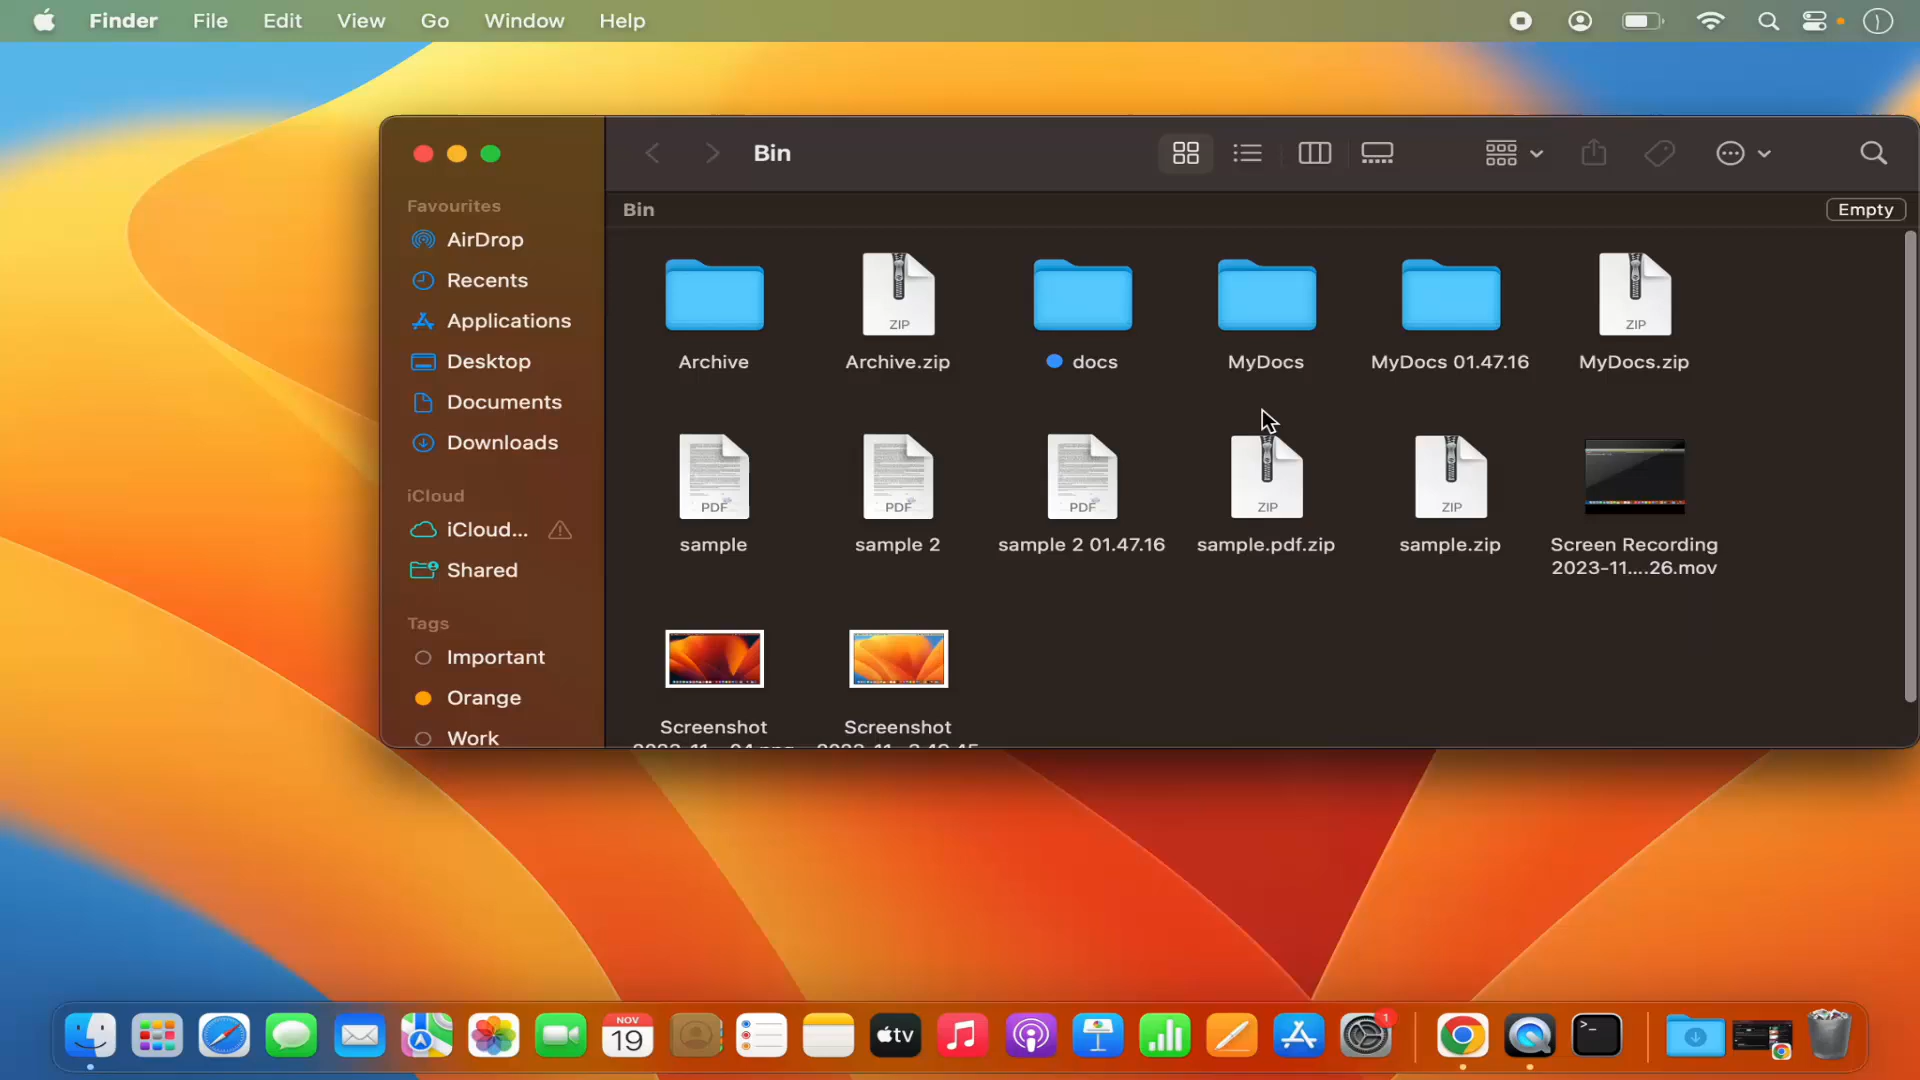 Finder File Edit View Go Window Help
Bin
Favourites
Bin
Empty
AirDrop
Recents
Applications
Desktop
Documents
Downloads
iCloud
iCloud...
Shared
Tags
Important
Orange
Work
ZIP
ZIP
Archive
Archive.zip
docs
MyDocs
MyDocs 01.47.16
MyDocs.zip
PDF
PDF
PDF
ZIP
ZIP
sample
sample 2
sample 2 01.47.16
sample.pdf.zip
sample.zip
Screen Recording
2023-11....26.mov
Screenshot
Screenshot
NOV
19
tv
1
>_